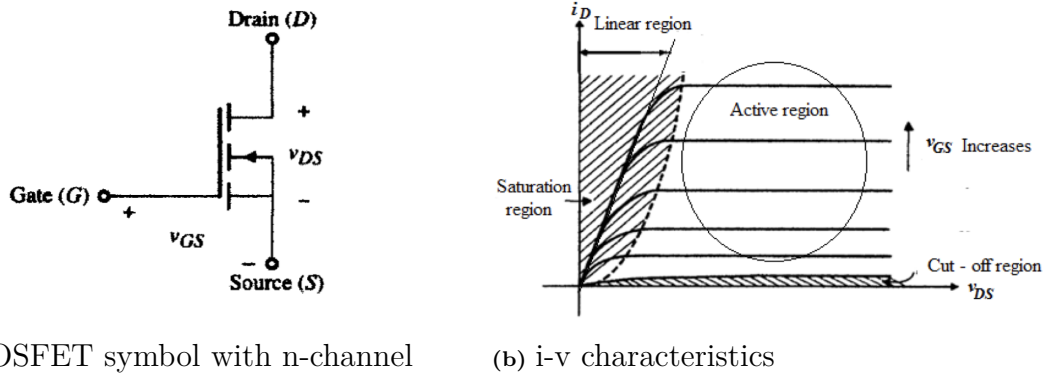 Drain (D)
+
v_DS
Gate (G)
+
−
v_GS
−
Source (S)
i_D
Linear region
Active region
v_GS Increases
Saturation
region
Cut - off region
v_DS
OSFET symbol with n-channel
(b) i-v characteristics